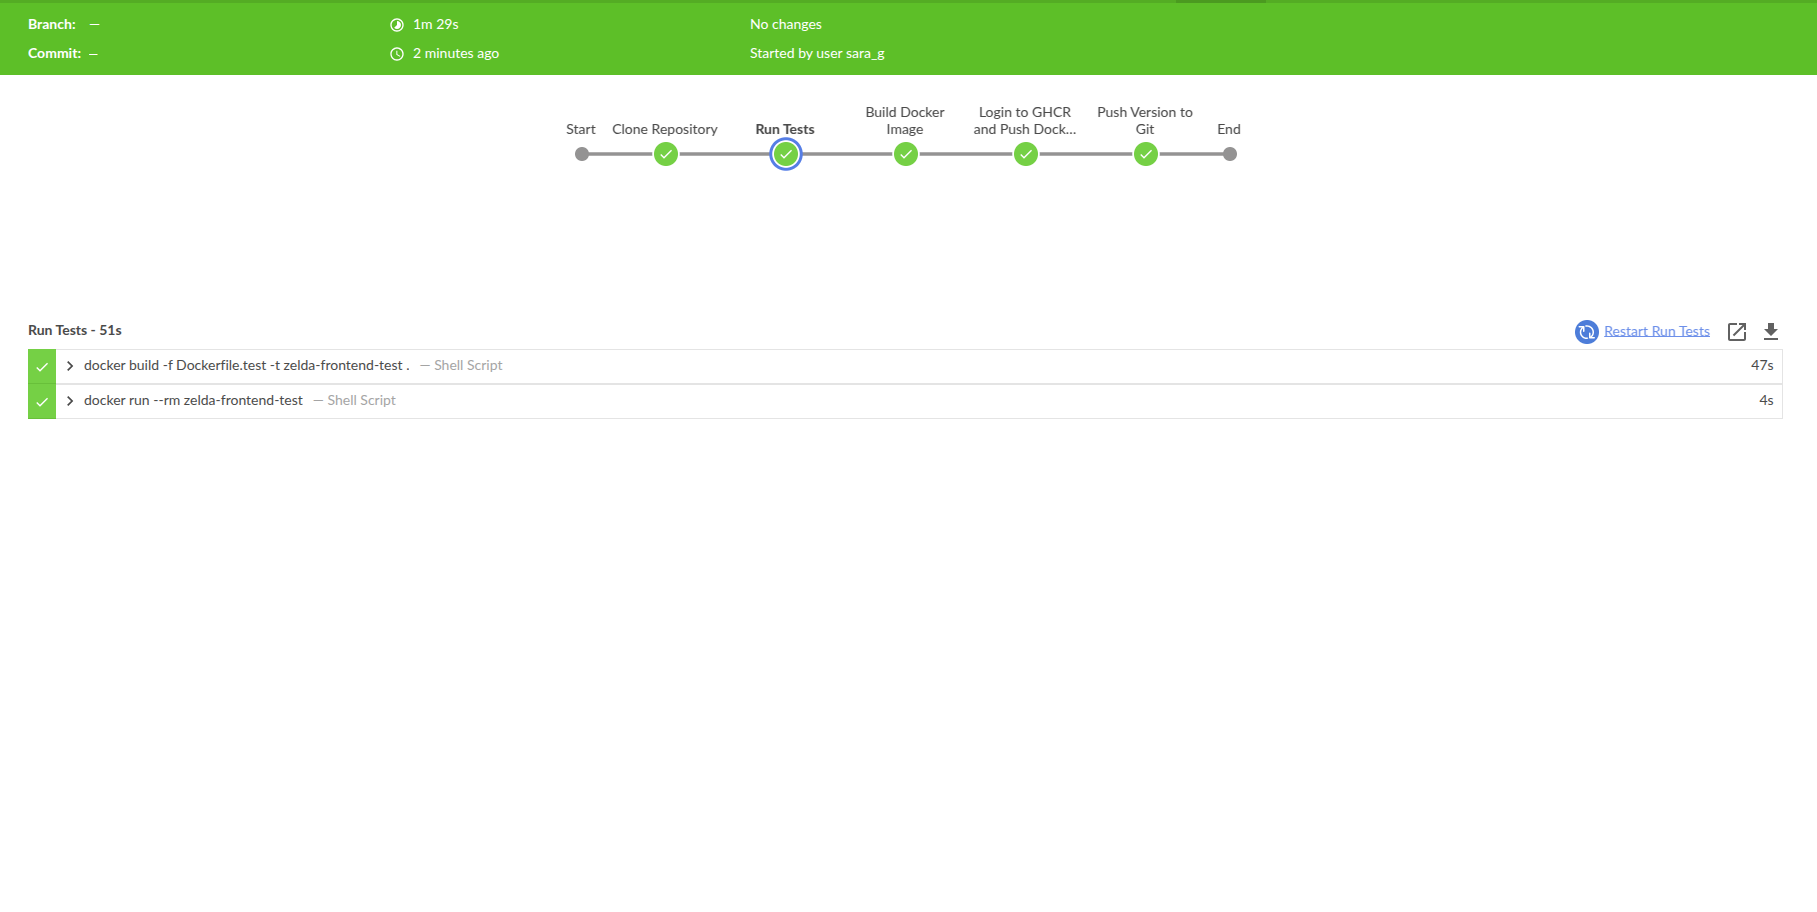 Branch: —
1m 29s
No changes
Commit: —
2 minutes ago
Started by user sara_g
Start
Clone Repository
Run Tests
Build Docker
Image
Login to GHCR
and Push Dock...
Push Version to
Git
End
Run Tests - 51s
Restart Run Tests
docker build -f Dockerfile.test -t zelda-frontend-test . — Shell Script
47s
docker run --rm zelda-frontend-test — Shell Script
4s